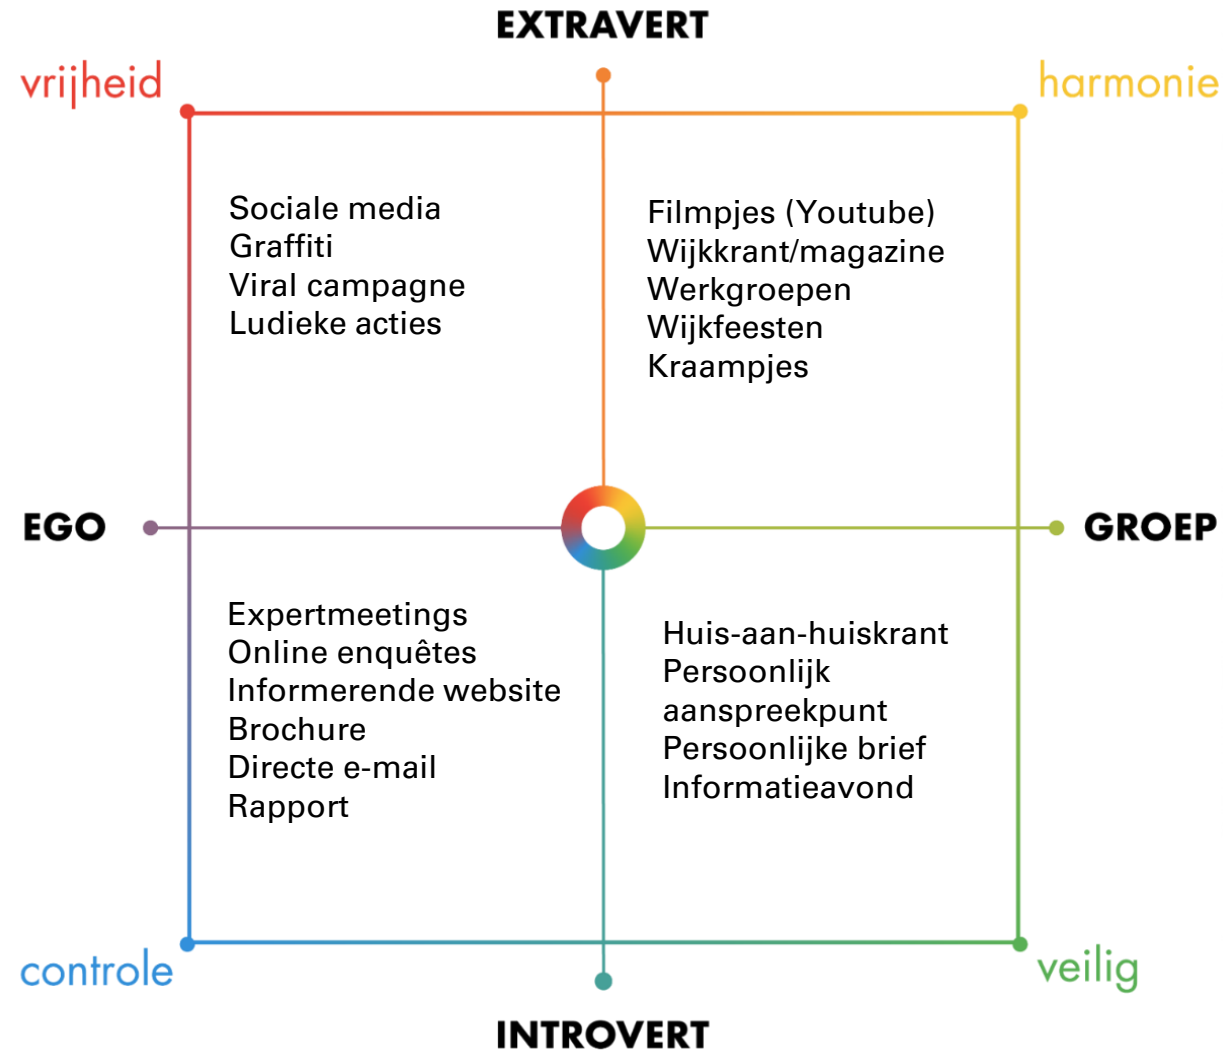 EXTRAVERT
vrijheid
harmonie
Sociale media
Graffiti
Viral campagne
Ludieke acties
Filmpjes (Youtube)
Wijkkrant/magazine
Werkgroepen
Wijkfeesten
Kraampjes
EGO
GROEP
Expertmeetings
Online enquêtes
Informerende website
Brochure
Directe e-mail
Rapport
Huis-aan-huiskrant
Persoonlijk
aanspreekpunt
Persoonlijke brief
Informatieavond
controle
veilig
INTROVERT